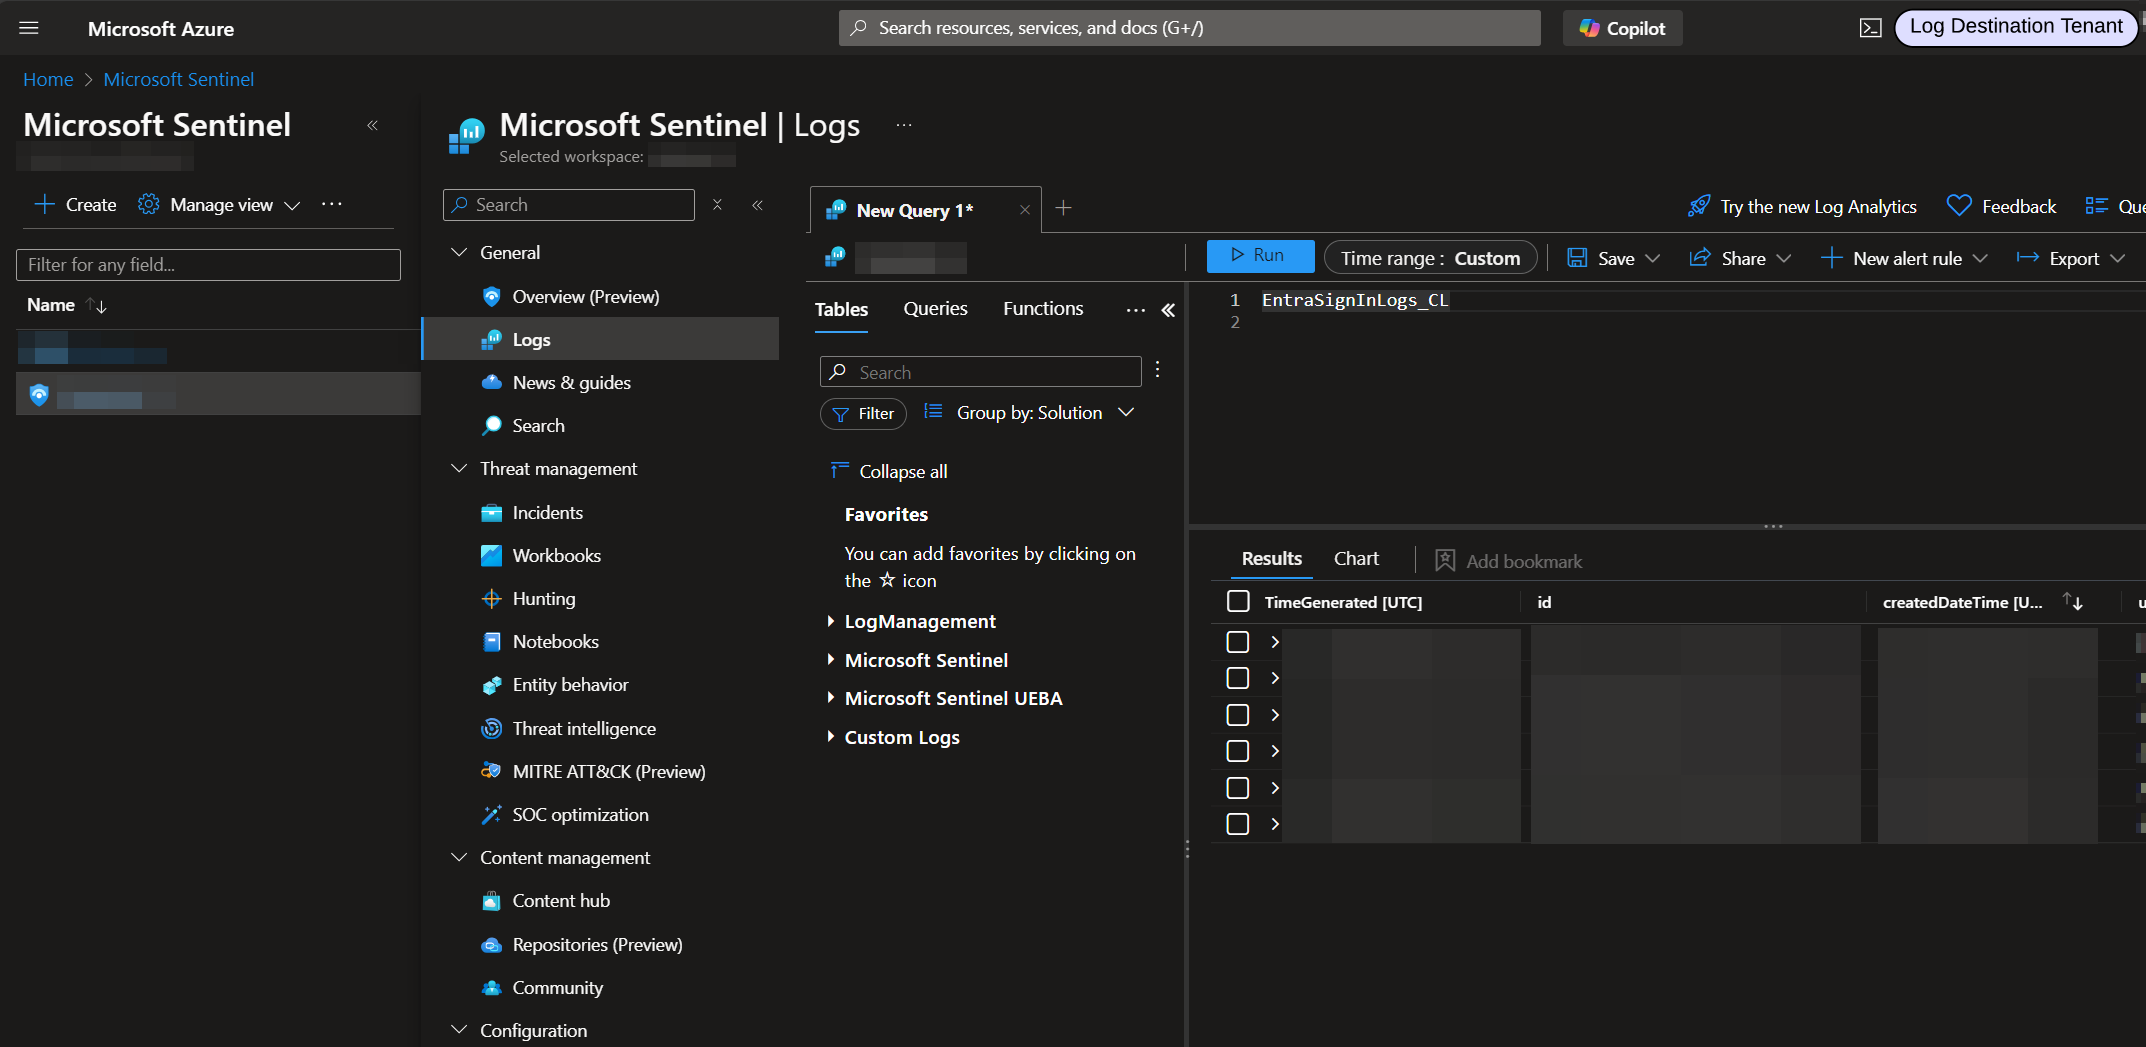 Microsoft Azure
Search resources, services, and docs (G+/)
Copilot
Log Destination Tenant
Home > Microsoft Sentinel
Microsoft Sentinel
Create
Manage view
Filter for any field...
Name
Microsoft Sentinel | Logs
Selected workspace:
Search
General
Overview (Preview)
Logs
News & guides
Search
Threat management
Incidents
Workbooks
Hunting
Notebooks
Entity behavior
Threat intelligence
MITRE ATT&CK (Preview)
SOC optimization
Content management
Content hub
Repositories (Preview)
Community
Configuration
New Query 1*
Try the new Log Analytics
Feedback
Run
Time range : Custom
Save
Share
New alert rule
Export
Tables
Queries
Functions
Search
Filter
Group by: Solution
Collapse all
Favorites
You can add favorites by clicking on
the ☆ icon
LogManagement
Microsoft Sentinel
Microsoft Sentinel UEBA
Custom Logs
1 EntraSignInLogs_CL
2
Results
Chart
Add bookmark
TimeGenerated [UTC]
id
createdDateTime [U...